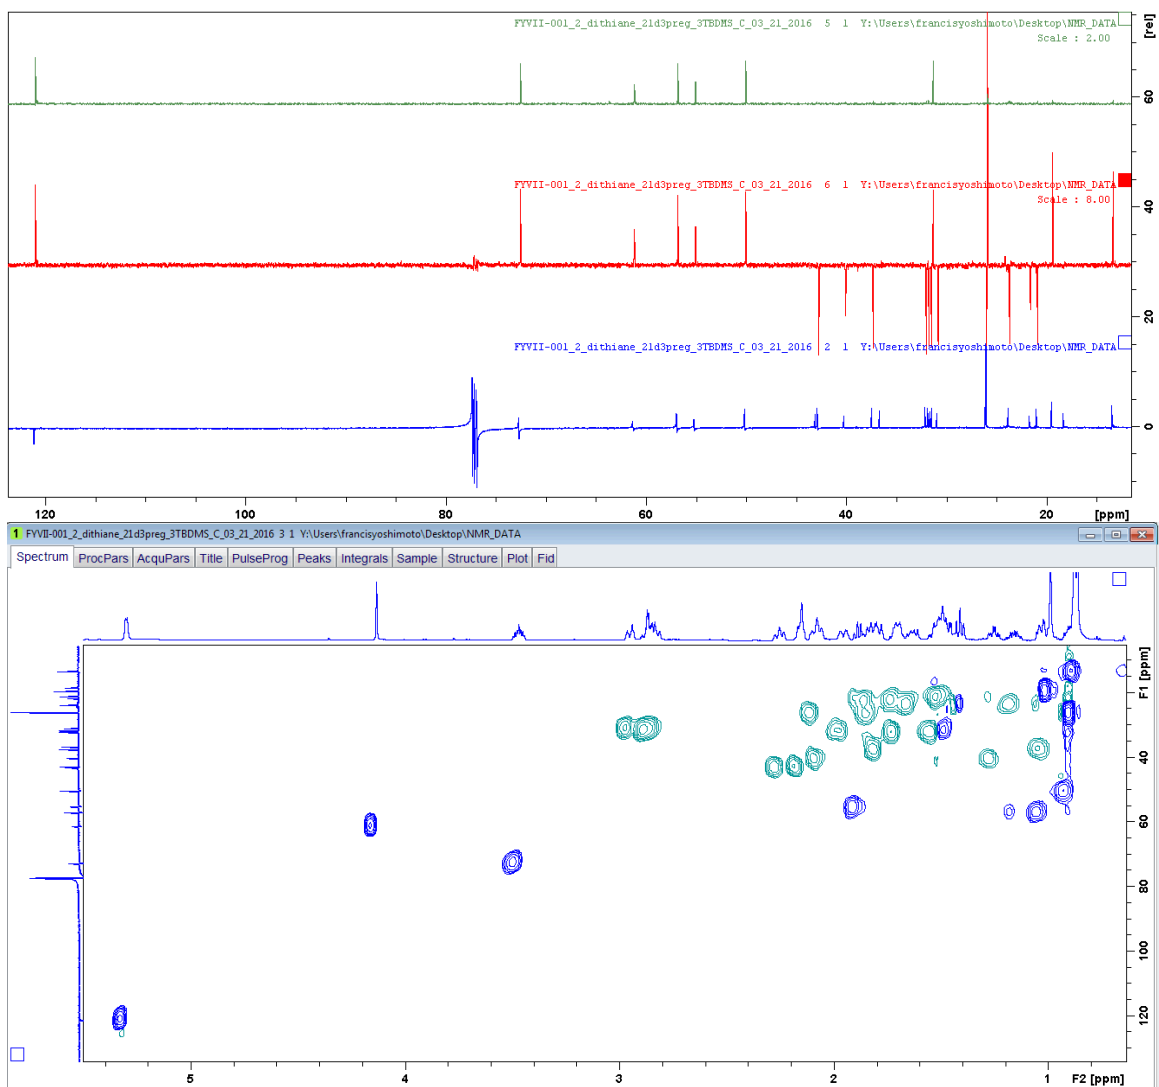 FYVII-001_2_dithiane_21d3preg_3TBDMS_C_03_21_2016 5 1 Y:\Users\francisyoshimoto\Desktop\NMR_DATA
Scale : 2.00
[rel]
60
FYVII-001_2_dithiane_21d3preg_3TBDMS_C_03_21_2016 6 1 Y:\Users\francisyoshimoto\Desktop\NMR_DATA
Scale : 8.00
40
20
FYVII-001_2_dithiane_21d3preg_3TBDMS_C_03_21_2016 2 1 Y:\Users\francisyoshimoto\Desktop\NMR_DATA
0
120 100 80 60 40 20 [ppm]
1 FYVII-001_2_dithiane_21d3preg_3TBDMS_C_03_21_2016 3 1 Y:\Users\francisyoshimoto\Desktop\NMR_DATA
Spectrum ProcPars AcquPars Title PulseProg Peaks Integrals Sample Structure Plot Fid
F1 [ppm]
20
40
60
80
100
120
5 4 3 2 1 F2 [ppm]